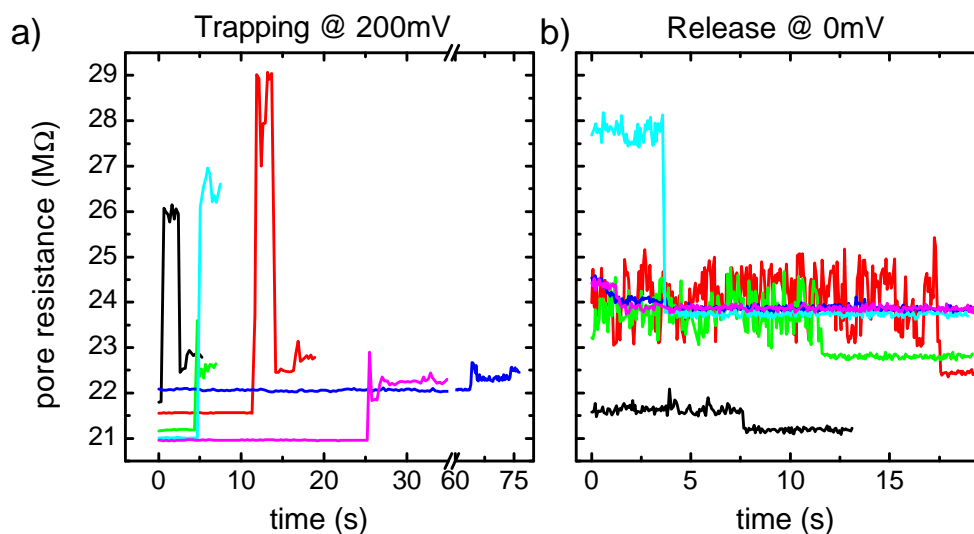 a) Trapping @ 200mV
b) Release @ 0mV
pore resistance (MΩ)
29
28
27
26
25
24
23
22
21
0 10 20 30 60 75
time (s)
0 5 10 15
time (s)